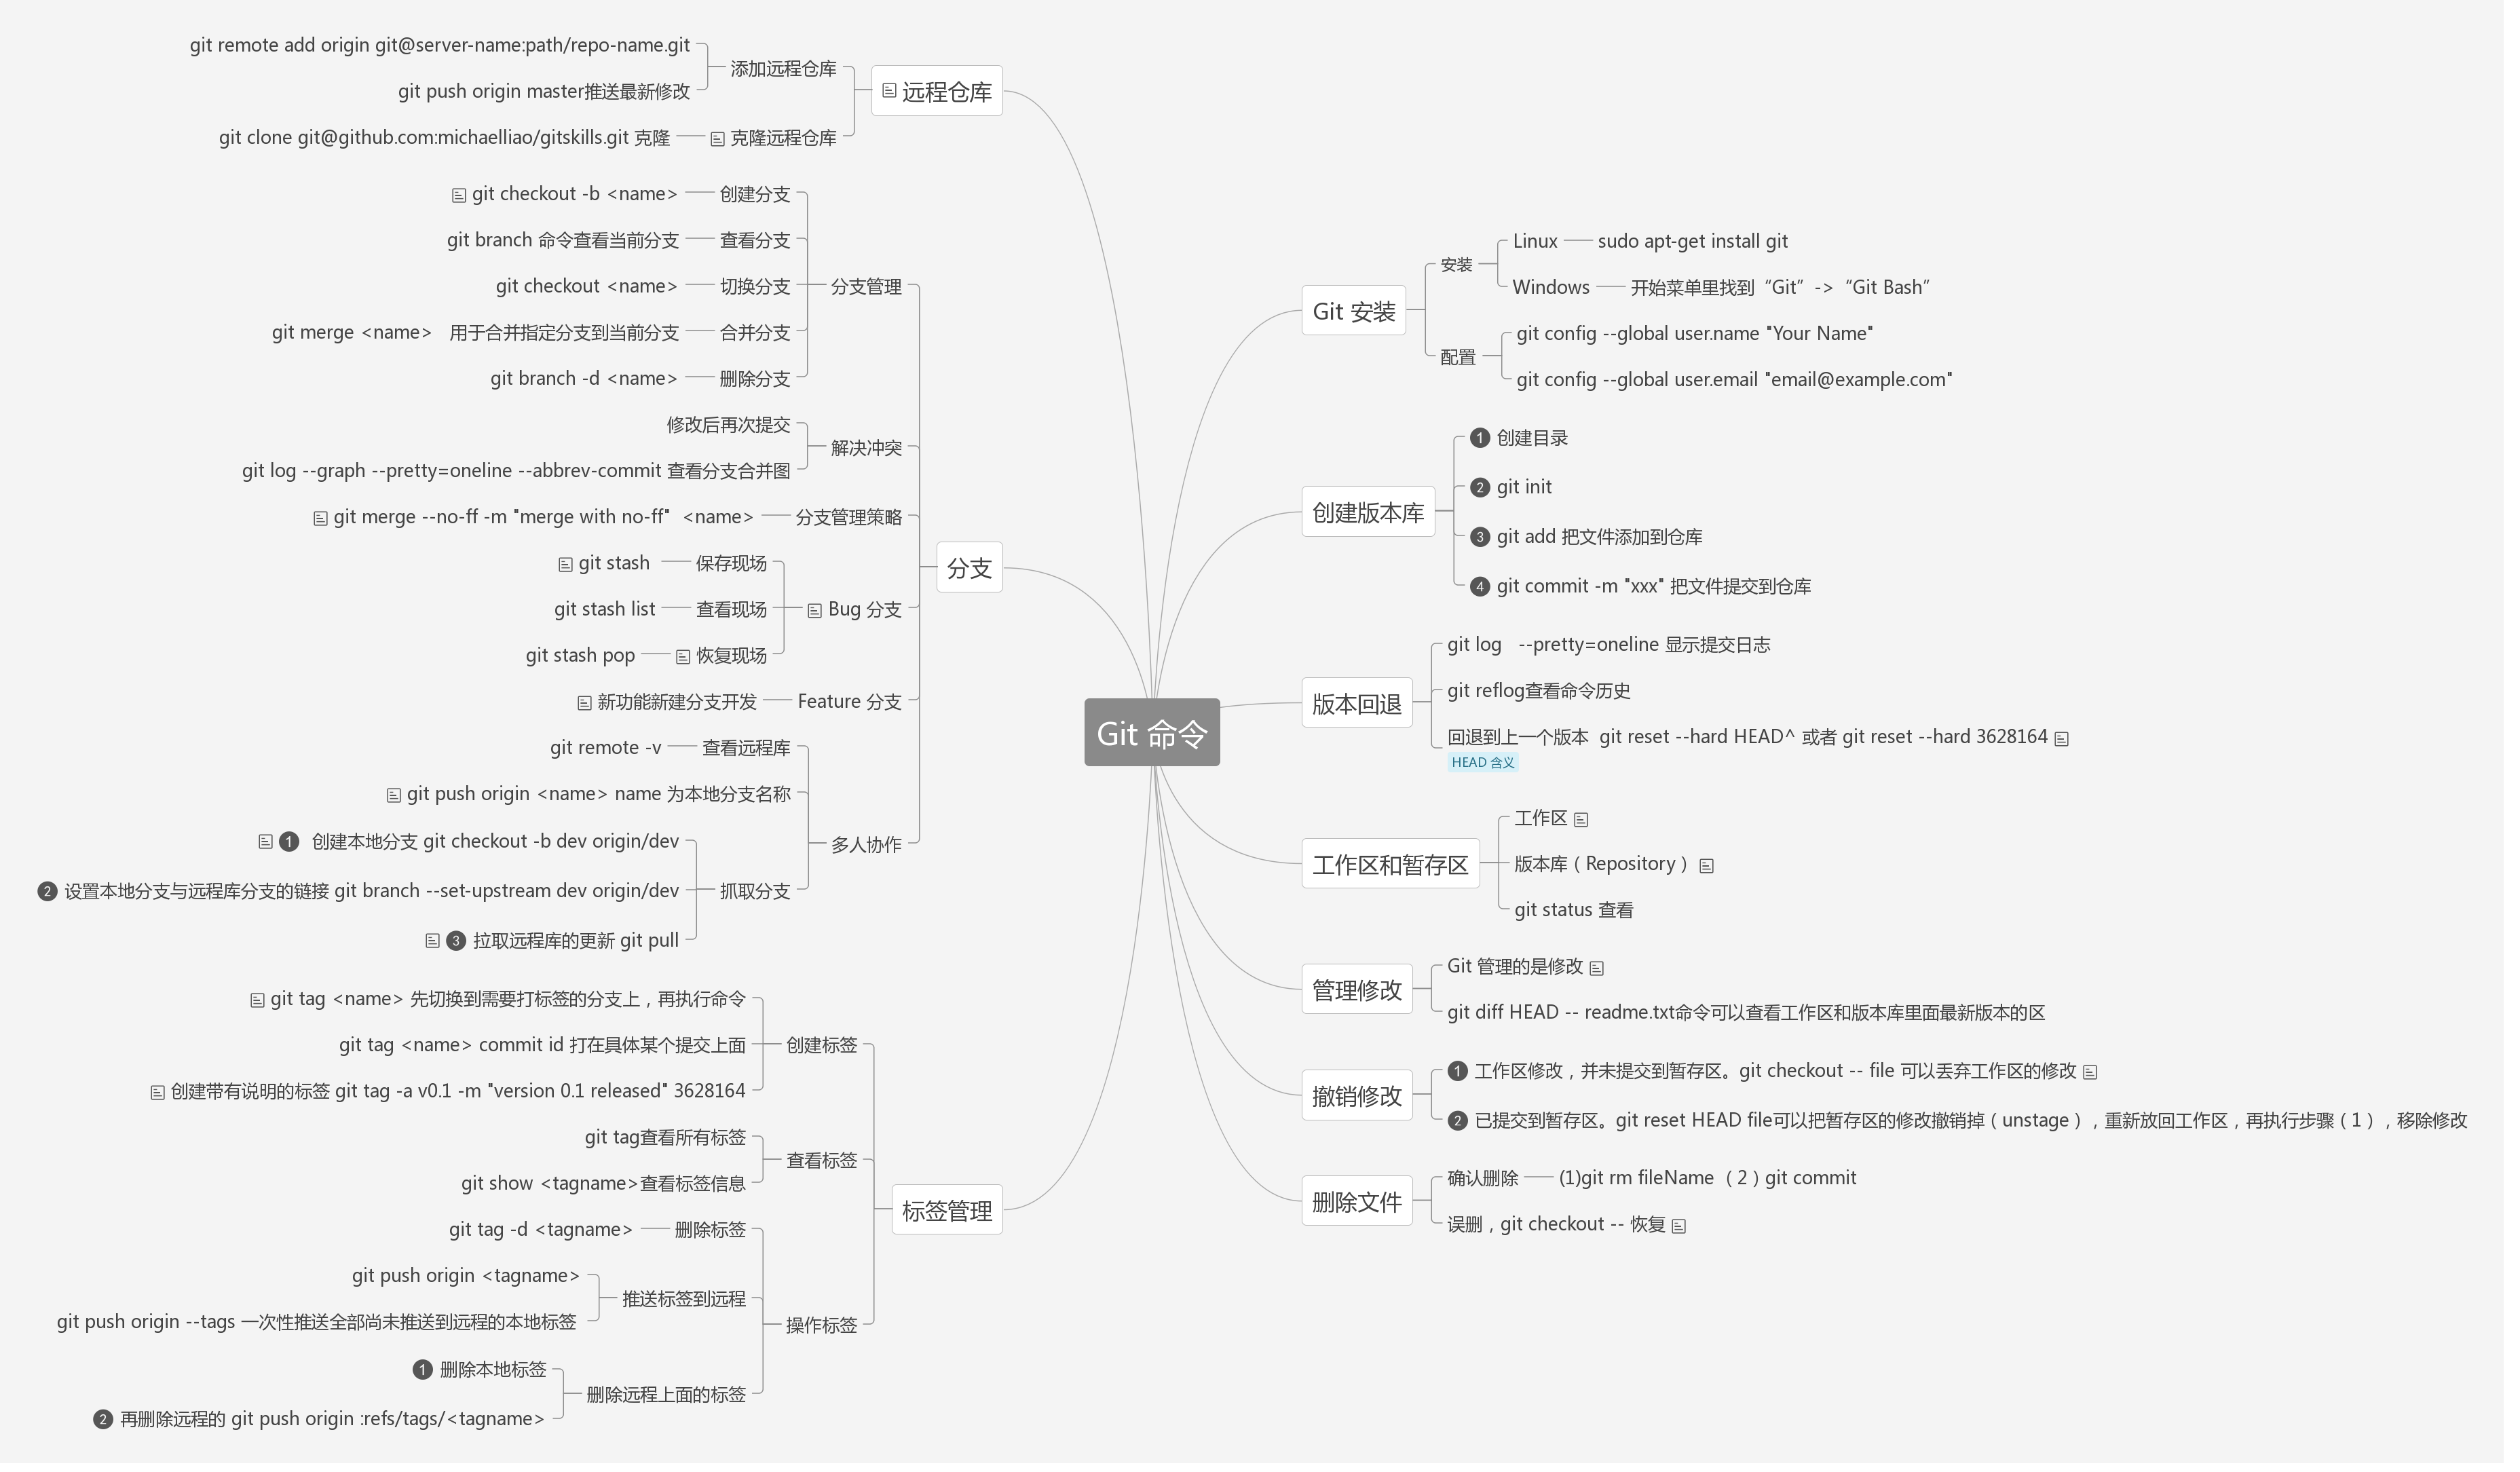 Git 命令
远程仓库
添加远程仓库
git remote add origin git@server-name:path/repo-name.git
git push origin master推送最新修改
克隆远程仓库
git clone git@github.com:michaelliao/gitskills.git 克隆
分支
分支管理
创建分支
git checkout -b <name>
查看分支
git branch 命令查看当前分支
切换分支
git checkout <name>
合并分支
git merge <name>   用于合并指定分支到当前分支
删除分支
git branch -d <name>
解决冲突
修改后再次提交
git log --graph --pretty=oneline --abbrev-commit 查看分支合并图
分支管理策略
git merge --no-ff -m "merge with no-ff"  <name>
Bug 分支
保存现场
git stash
查看现场
git stash list
恢复现场
git stash pop
Feature 分支
新功能新建分支开发
多人协作
查看远程库
git remote -v
git push origin <name> name 为本地分支名称
抓取分支
1 创建本地分支 git checkout -b dev origin/dev
2 设置本地分支与远程库分支的链接 git branch --set-upstream dev origin/dev
3 拉取远程库的更新 git pull
标签管理
创建标签
git tag <name> 先切换到需要打标签的分支上，再执行命令
git tag <name> commit id 打在具体某个提交上面
创建带有说明的标签 git tag -a v0.1 -m "version 0.1 released" 3628164
查看标签
git tag查看所有标签
git show <tagname>查看标签信息
操作标签
删除标签
git tag -d <tagname>
推送标签到远程
git push origin <tagname>
git push origin --tags 一次性推送全部尚未推送到远程的本地标签
删除远程上面的标签
1 删除本地标签
2 再删除远程的 git push origin :refs/tags/<tagname>
Git 安装
安装
Linux
sudo apt-get install git
Windows
开始菜单里找到“Git”->“Git Bash”
配置
git config --global user.name "Your Name"
git config --global user.email "email@example.com"
创建版本库
1 创建目录
2 git init
3 git add 把文件添加到仓库
4 git commit -m "xxx" 把文件提交到仓库
版本回退
git log   --pretty=oneline 显示提交日志
git reflog查看命令历史
回退到上一个版本  git reset --hard HEAD^ 或者 git reset --hard 3628164
HEAD 含义
工作区和暂存区
工作区
版本库（Repository）
git status 查看
管理修改
Git 管理的是修改
git diff HEAD -- readme.txt命令可以查看工作区和版本库里面最新版本的区
撤销修改
1 工作区修改，并未提交到暂存区。git checkout -- file 可以丢弃工作区的修改
2 已提交到暂存区。git reset HEAD file可以把暂存区的修改撤销掉（unstage），重新放回工作区，再执行步骤（1），移除修改
删除文件
确认删除
(1)git rm fileName （2）git commit
误删，git checkout -- 恢复